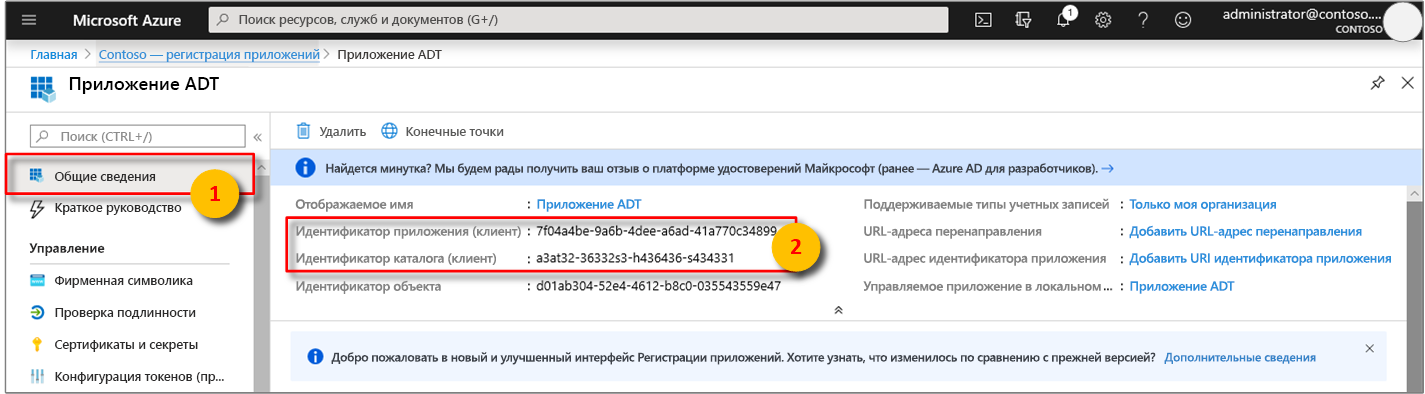 Microsoft Azure
Поиск ресурсов, служб и документов (G+/)
1
administrator@contoso....
CONTOSO
Главная > Contoso — регистрация приложений > Приложение ADT
Приложение ADT
Поиск (CTRL+/)
«
Общие сведения
1
Краткое руководство
Управление
Фирменная символика
Проверка подлинности
Сертификаты и секреты
Конфигурация токенов (пр...
Удалить Конечные точки
Найдется минутка? Мы будем рады получить ваш отзыв о платформе удостоверений Майкрософт (ранее — Azure AD для разработчиков). →
Отображаемое имя : Приложение ADT
Идентификатор приложения (клиент) : 7f04a4be-9a6b-4dee-a6ad-41a770c34899
Идентификатор каталога (клиент) : a3at32-36332s3-h436436-s434331
2
Идентификатор объекта : d01ab304-52e4-4612-b8c0-035543559e47
Поддерживаемые типы учетных записей : Только моя организация
URL-адреса перенаправления : Добавить URL-адрес перенаправления
URL-адрес идентификатора приложения : Добавить URI идентификатора приложения
Управляемое приложение в локальном ... : Приложение ADT
Добро пожаловать в новый и улучшенный интерфейс Регистрации приложений. Хотите узнать, что изменилось по сравнению с прежней версией? Дополнительные сведения